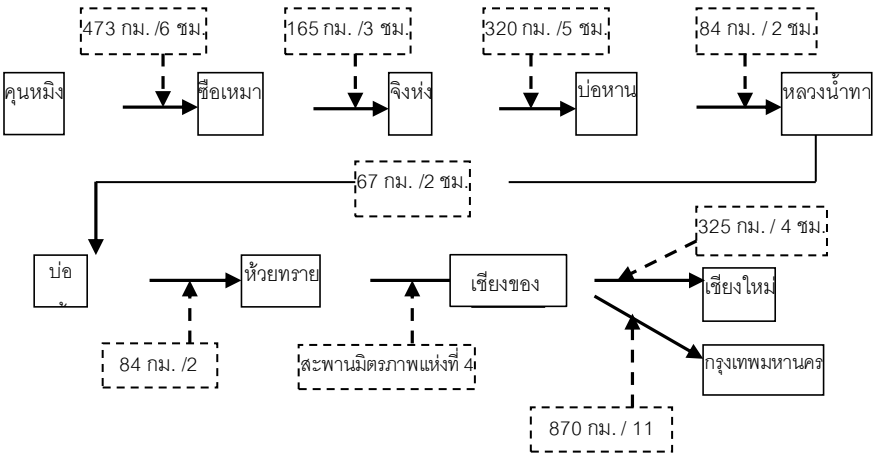 473 กม. /6 ชม.
165 กม. /3 ชม.
320 กม. /5 ชม.
84 กม. / 2 ชม.
คุนหมิง
ซือเหมา
จิงห่ง
บ่อหาน
หลวงน้ำทา
67 กม. /2 ชม.
325 กม. / 4 ชม.
บ่อ
ห้วยทราย
เชียงของ
เชียงใหม่
84 กม. /2
สะพานมิตรภาพแห่งที่ 4
กรุงเทพมหานคร
870 กม. / 11